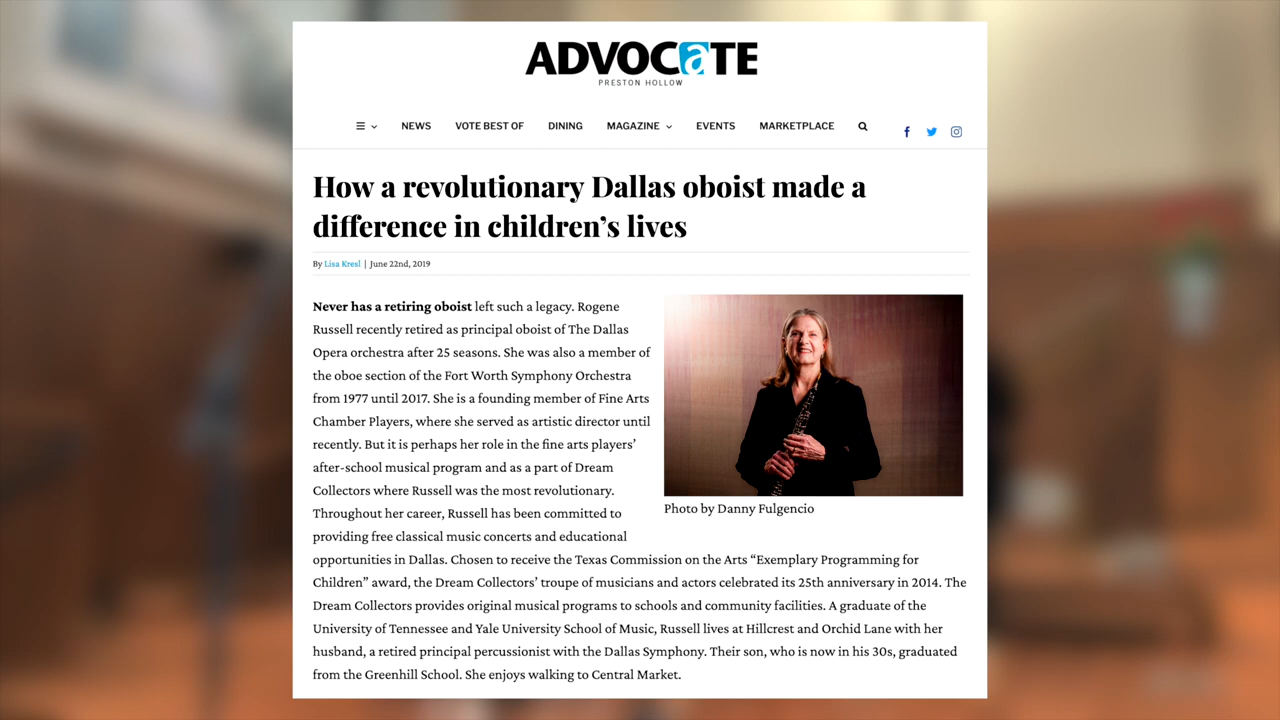 ADVOCaTE
PRESTON HOLLOW
NEWS VOTE BEST OF DINING MAGAZINE EVENTS MARKETPLACE
How a revolutionary Dallas oboist made a
difference in children’s lives
By Lisa Kresl | June 22nd, 2019
Never has a retiring oboist left such a legacy. Rogene
Russell recently retired as principal oboist of The Dallas
Opera orchestra after 25 seasons. She was also a member of
the oboe section of the Fort Worth Symphony Orchestra
from 1977 until 2017. She is a founding member of Fine Arts
Chamber Players, where she served as artistic director until
recently. But it is perhaps her role in the fine arts players’
after-school musical program and as a part of Dream
Collectors where Russell was the most revolutionary.
Throughout her career, Russell has been committed to
providing free classical music concerts and educational
Photo by Danny Fulgencio
opportunities in Dallas. Chosen to receive the Texas Commission on the Arts “Exemplary Programming for
Children” award, the Dream Collectors’ troupe of musicians and actors celebrated its 25th anniversary in 2014. The
Dream Collectors provides original musical programs to schools and community facilities. A graduate of the
University of Tennessee and Yale University School of Music, Russell lives at Hillcrest and Orchid Lane with her
husband, a retired principal percussionist with the Dallas Symphony. Their son, who is now in his 30s, graduated
from the Greenhill School. She enjoys walking to Central Market.